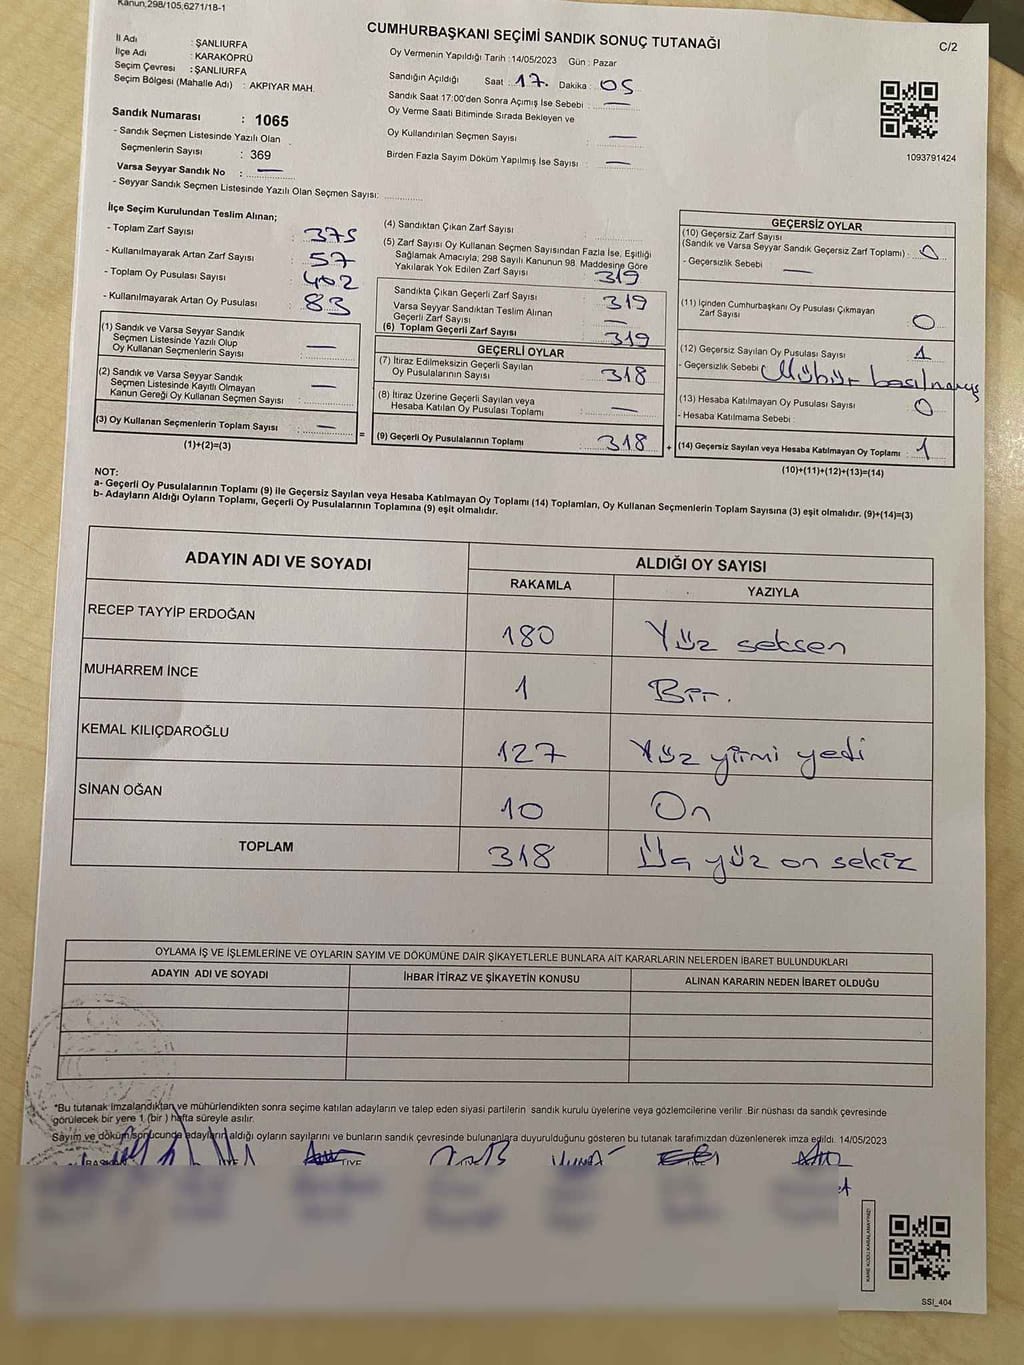 Kanun,298/105,6271/18-1
CUMHURBAŞKANI SEÇİMİ SANDIK SONUÇ TUTANAĞI
C/2
İl Adı : ŞANLIURFA
İlçe Adı : KARAKÖPRÜ
Seçim Çevresi : ŞANLIURFA
Seçim Bölgesi (Mahalle Adı) : AKPIYAR MAH.
Sandık Numarası : 1065
- Sandık Seçmen Listesinde Yazılı Olan
Seçmenlerin Sayısı : 369
Varsa Seyyar Sandık No : —
- Seyyar Sandık Seçmen Listesinde Yazılı Olan Seçmen Sayısı:
Oy Vermenin Yapıldığı Tarih :14/05/2023 Gün : Pazar
Sandığın Açıldığı Saat : 17. Dakika : 05
Sandık Saat 17:00'den Sonra Açımış İse Sebebi : —
Oy Verme Saati Bitiminde Sırada Bekleyen ve
Oy Kullandırılan Seçmen Sayısı : —
Birden Fazla Sayım Döküm Yapılmış İse Sayısı : —
1093791424
İlçe Seçim Kurulundan Teslim Alınan;
- Toplam Zarf Sayısı : 375
- Kullanılmayarak Artan Zarf Sayısı : 57
- Toplam Oy Pusulası Sayısı : 402
- Kullanılmayarak Artan Oy Pusulası : 83
(1) Sandık ve Varsa Seyyar Sandık
Seçmen Listesinde Yazılı Olup
Oy Kullanan Seçmenlerin Sayısı : —
(2) Sandık ve Varsa Seyyar Sandık
Seçmen Listesinde Kayıtlı Olmayan
Kanun Gereği Oy Kullanan Seçmen Sayısı : —
(3) Oy Kullanan Seçmenlerin Toplam Sayısı : —
(1)+(2)=(3)
(4) Sandıktan Çıkan Zarf Sayısı :
(5) Zarf Sayısı Oy Kullanan Seçmen Sayısından Fazla İse, Eşitliği
Sağlamak Amacıyla; 298 Sayılı Kanunun 98. Maddesine Göre
Yakılarak Yok Edilen Zarf Sayısı 319
Sandıkta Çıkan Geçerli Zarf Sayısı : 319
Varsa Seyyar Sandıktan Teslim Alınan
Geçerli Zarf Sayısı : —
(6) Toplam Geçerli Zarf Sayısı : 319
GEÇERLİ OYLAR
(7) İtiraz Edilmeksizin Geçerli Sayılan
Oy Pusulalarının Sayısı : 318
(8) İtiraz Üzerine Geçerli Sayılan veya
Hesaba Katılan Oy Pusulası Toplamı : —
= (9) Geçerli Oy Pusulalarının Toplamı : 318
GEÇERSİZ OYLAR
(10) Geçersiz Zarf Sayısı
(Sandık ve Varsa Seyyar Sandık Geçersiz Zarf Toplamı) : 0
- Geçersizlik Sebebi : —
(11) İçinden Cumhurbaşkanı Oy Pusulası Çıkmayan
Zarf Sayısı : 0
(12) Geçersiz Sayılan Oy Pusulası Sayısı : 1
- Geçersizlik Sebebi : Mühür basılmamış
(13) Hesaba Katılmayan Oy Pusulası Sayısı : 0
- Hesaba Katılmama Sebebi :
+ (14) Geçersiz Sayılan veya Hesaba Katılmayan Oy Toplamı : 1
(10)+(11)+(12)+(13)=(14)
NOT:
a- Geçerli Oy Pusulalarının Toplamı (9) ile Geçersiz Sayılan veya Hesaba Katılmayan Oy Toplamı (14) Toplamları, Oy Kullanan Seçmenlerin Toplam Sayısına (3) eşit olmalıdır. (9)+(14)=(3)
b- Adayların Aldığı Oyların Toplamı, Geçerli Oy Pusulalarının Toplamına (9) eşit olmalıdır.
ADAYIN ADI VE SOYADI ALDIĞI OY SAYISI
RAKAMLA YAZIYLA
RECEP TAYYİP ERDOĞAN 180 Yüz seksen
MUHARREM İNCE 1 Bir.
KEMAL KILIÇDAROĞLU 127 Yüz yirmi yedi
SİNAN OĞAN 10 On
TOPLAM 318 Üç yüz on sekiz
OYLAMA İŞ VE İŞLEMLERİNE VE OYLARIN SAYIM VE DÖKÜMÜNE DAİR ŞİKAYETLERLE BUNLARA AİT KARARLARIN NELERDEN İBARET BULUNDUKLARI
ADAYIN ADI VE SOYADI İHBAR İTİRAZ VE ŞİKAYETİN KONUSU ALINAN KARARIN NEDEN İBARET OLDUĞU
*Bu tutanak imzalandıktan ve mühürlendikten sonra seçime katılan adayların ve talep eden siyasi partilerin sandık kurulu üyelerine veya gözlemcilerine verilir. Bir nüshası da sandık çevresinde
görülecek bir yere 1 (bir ) hafta süreyle asılır.
Sayım ve döküm sonucunda adayların aldığı oyların sayılarını ve bunların sandık çevresinde bulunanlara duyurulduğunu gösteren bu tutanak tarafımızdan düzenlenerek imza edildi. 14/05/2023
BAŞKAN ÜYE ÜYE
KARE KODU KARALAMAYINIZ!
SSI_404